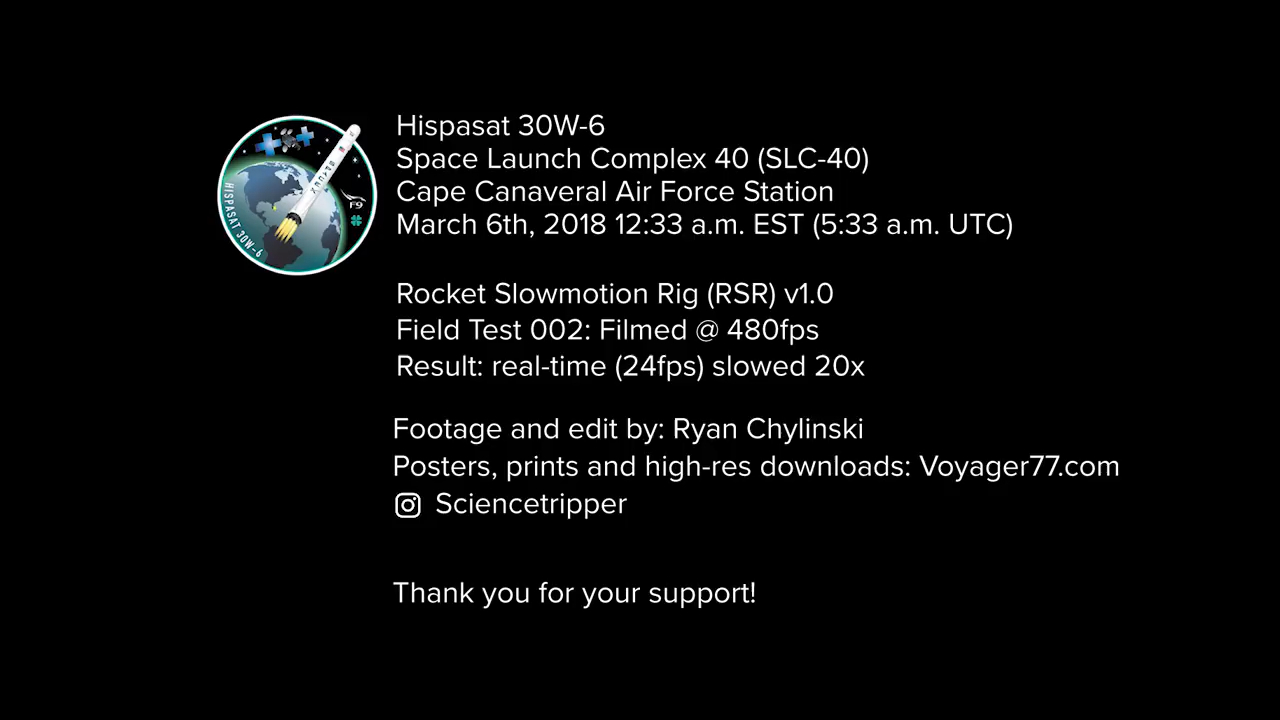 Hispasat 30W-6
Space Launch Complex 40 (SLC-40)
Cape Canaveral Air Force Station
March 6th, 2018 12:33 a.m. EST (5:33 a.m. UTC)
SPACEX
F9
HISPASAT 30W-6
Rocket Slowmotion Rig (RSR) v1.0
Field Test 002: Filmed @ 480fps
Result: real-time (24fps) slowed 20x
Footage and edit by: Ryan Chylinski
Posters, prints and high-res downloads: Voyager77.com
Sciencetripper
Thank you for your support!